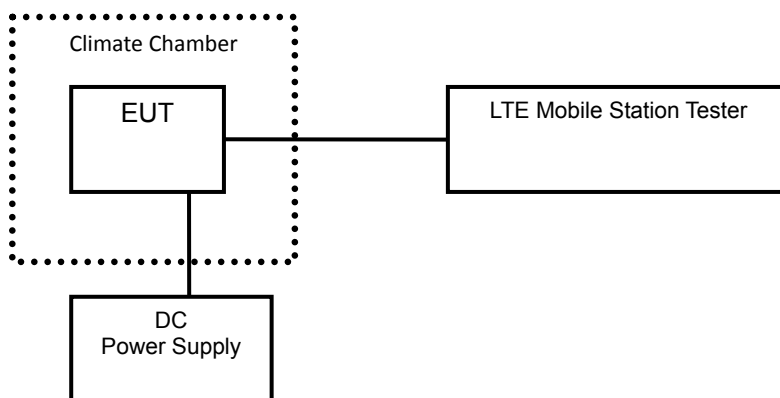 Climate Chamber
EUT
LTE Mobile Station Tester
DC
Power Supply